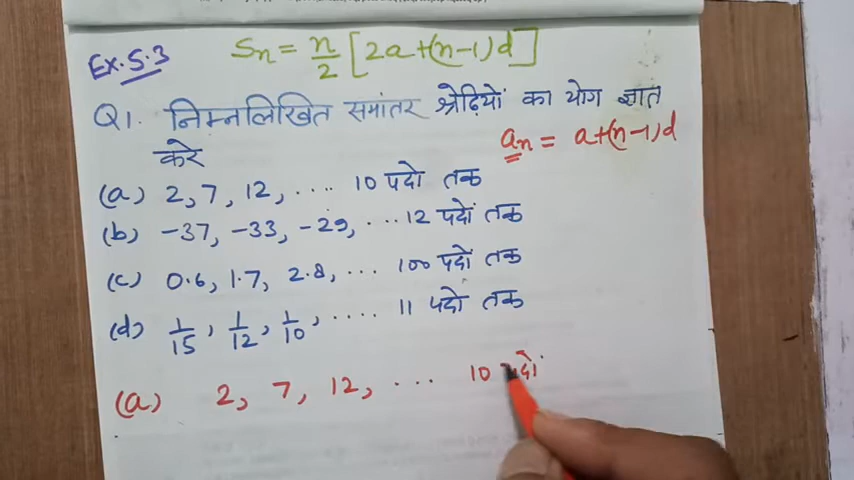 Ex.5.3
Sn = n/2 [2a+(n-1)d]
Q1. निम्नलिखित समांतर श्रेढ़ियों का योग ज्ञात
करे
an = a+(n-1)d
(a) 2, 7, 12, .... 10 पदो तक
(b) -37, -33, -29, ...12 पदों तक
(c) 0.6, 1.7, 2.8, ... 100 पदों तक
(d) 1/15, 1/12, 1/10, .... 11 पदो तक
(a) 2, 7, 12, ... 10 पदों